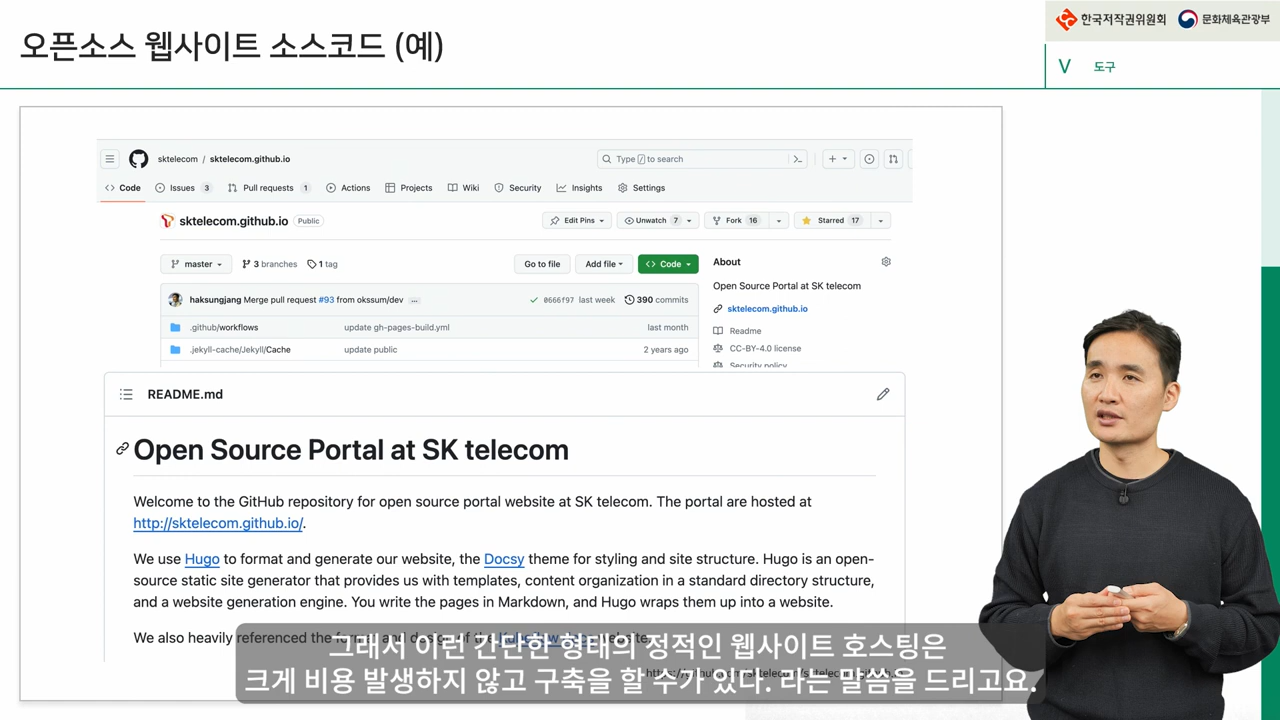 오픈소스 웹사이트 소스코드 (예)
한국저작권위원회 문화체육관광부
V 도구
sktelecom / sktelecom.github.io
Type / to search
Code Issues 3 Pull requests 1 Actions Projects Wiki Security Insights Settings
sktelecom.github.io Public
Edit Pins Unwatch 7 Fork 16 Starred 17
master 3 branches 1 tag
Go to file Add file Code
About
haksungjang Merge pull request #93 from okssum/dev ... 0666f97 last week 390 commits
Open Source Portal at SK telecom
sktelecom.github.io
.github/workflows update gh-pages-build.yml last month
Readme
.jekyll-cache/Jekyll/Cache update public 2 years ago
CC-BY-4.0 license
Security policy
README.md
Open Source Portal at SK telecom
Welcome to the GitHub repository for open source portal website at SK telecom. The portal are hosted at
http://sktelecom.github.io/.
We use Hugo to format and generate our website, the Docsy theme for styling and site structure. Hugo is an open-
source static site generator that provides us with templates, content organization in a standard directory structure,
and a website generation engine. You write the pages in Markdown, and Hugo wraps them up into a website.
We also heavily referenced the
그래서 이런 간단한 형태의 정적인 웹사이트 호스팅은
크게 비용 발생하지 않고 구축을 할 수가 있다. 라는 말씀을 드리고요.